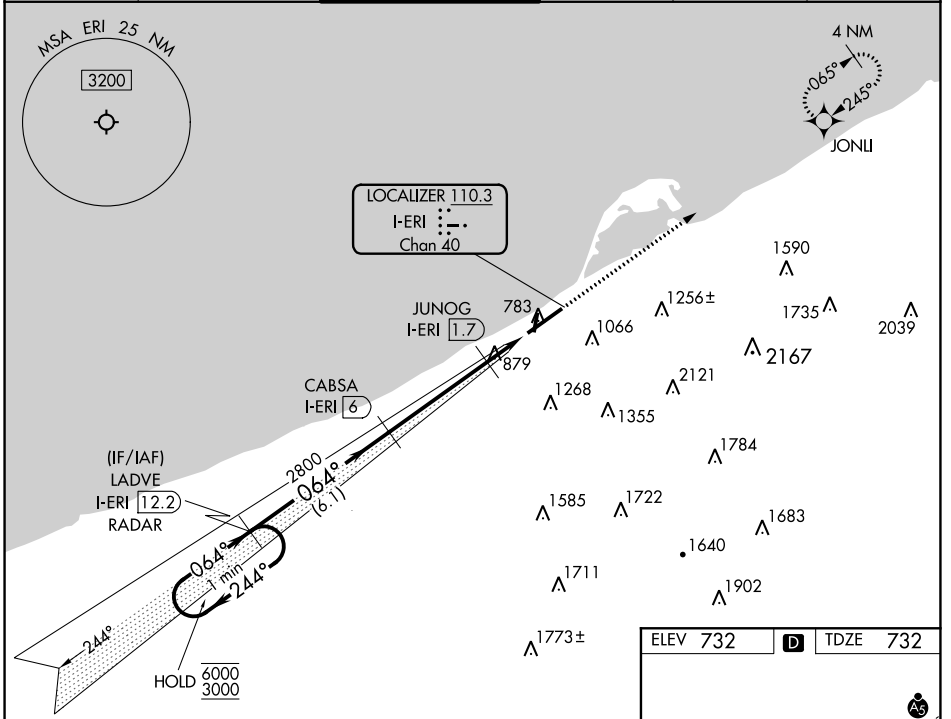 MSA ERI 25 NM
3200
4 NM
065°
245°
JONLI
LOCALIZER 110.3
I-ERI
Chan 40
1590
1256±
1735
2039
JUNOG
I-ERI 1.7
783
1066
879
2167
CABSA
I-ERI 6
1268
2121
1355
(IF/IAF)
LADVE
I-ERI 12.2
RADAR
2800
064°
(6.1)
1784
1585
1722
1683
1640
064°
1 min
244°
1711
1902
244°
1773±
HOLD 6000
3000
ELEV 732 D TDZE 732
A5